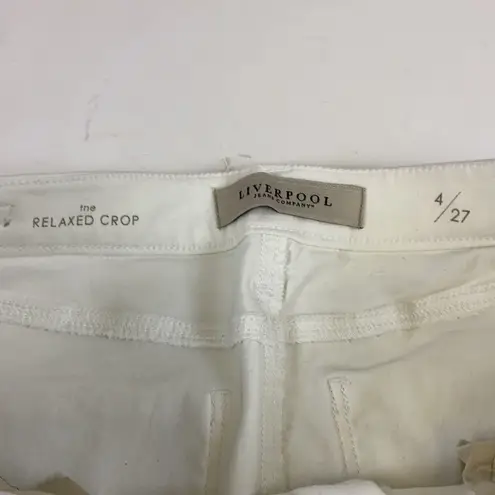 the
RELAXED CROP
LIVERPOOL
JEANS COMPANY®
4/27